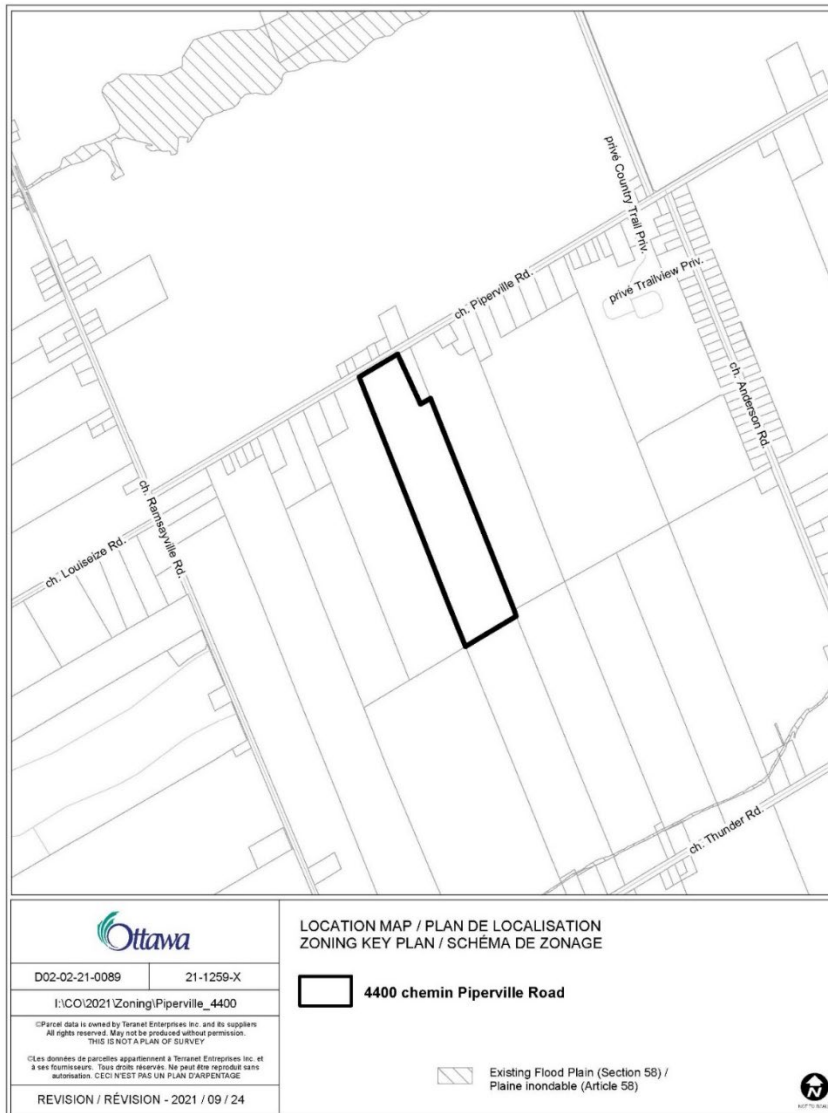 privé Country Trail Priv.
ch. Piperville Rd.
privé Trailview Priv.
ch. Anderson Rd.
ch. Ramsayville Rd.
ch. Louiseize Rd.
ch. Thunder Rd.
Ottawa
D02-02-21-0089
21-1259-X
I:\CO\2021\Zoning\Piperville_4400
©Parcel data is owned by Teranet Enterprises Inc. and its suppliers
All rights reserved. May not be produced without permission.
THIS IS NOT A PLAN OF SURVEY
©Les données de parcelles appartiennent à Terranet Entreprises Inc. et
à ses fournisseurs. Tous droits réservés. Ne peut être reproduit sans
autorisation. CECI N'EST PAS UN PLAN D'ARPENTAGE
REVISION / RÉVISION - 2021 / 09 / 24
LOCATION MAP / PLAN DE LOCALISATION
ZONING KEY PLAN / SCHÉMA DE ZONAGE
4400 chemin Piperville Road
Existing Flood Plain (Section 58) /
Plaine inondable (Article 58)
N
NOT TO SCALE